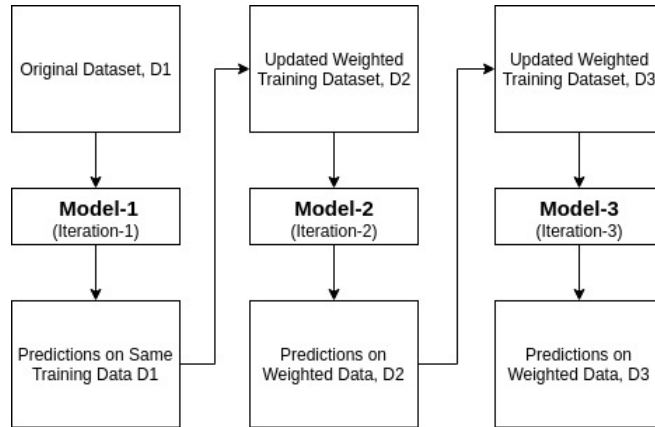 Original Dataset, D1
Model-1
(Iteration-1)
Predictions on Same
Training Data D1
Updated Weighted
Training Dataset, D2
Model-2
(Iteration-2)
Predictions on
Weighted Data, D2
Updated Weighted
Training Dataset, D3
Model-3
(Iteration-3)
Predictions on
Weighted Data, D3